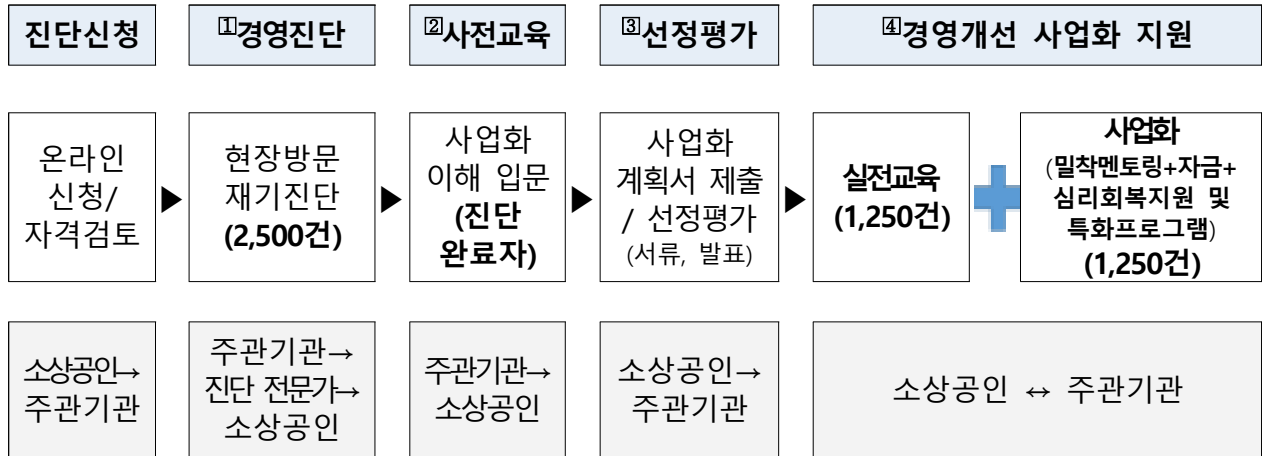 진단신청
1경영진단
2사전교육
3선정평가
4경영개선 사업화 지원
온라인
신청/
자격검토
▶
현장방문
재기진단
(2,500건)
▶
사업화
이해 입문
(진단
완료자)
▶
사업화
계획서 제출
/ 선정평가
(서류, 발표)
▶
실전교육
(1,250건)
사업화
(밀착멘토링+자금+
심리회복지원 및
특화프로그램)
(1,250건)
소상공인→
주관기관
주관기관→
진단 전문가→
소상공인
주관기관→
소상공인
소상공인→
주관기관
소상공인 ↔ 주관기관